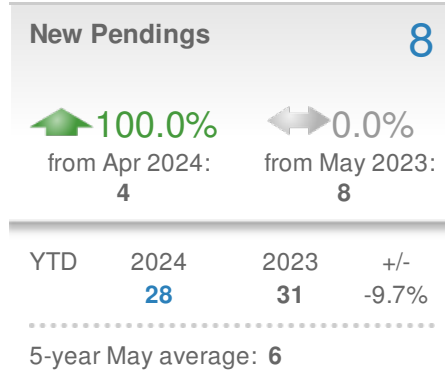 New Pendings 8
100.0% 0.0%
from Apr 2024: from May 2023:
4 8
YTD 2024 2023 +/-
28 31 -9.7%
5-year May average: 6